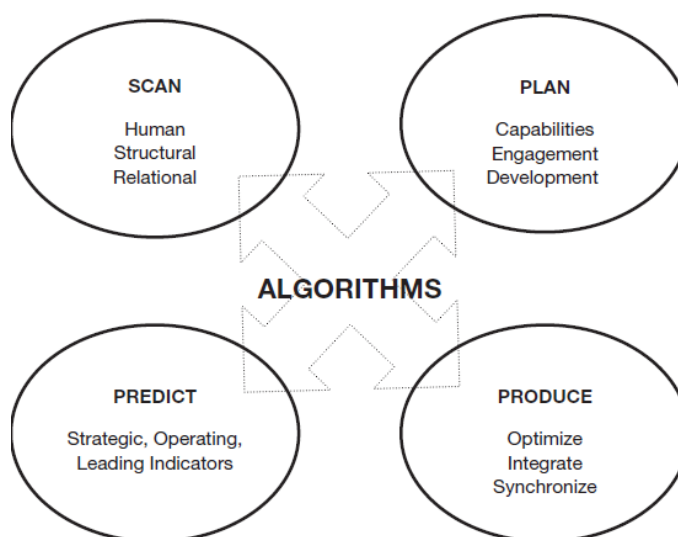 SCAN
Human
Structural
Relational
PLAN
Capabilities
Engagement
Development
ALGORITHMS
PREDICT
Strategic, Operating,
Leading Indicators
PRODUCE
Optimize
Integrate
Synchronize